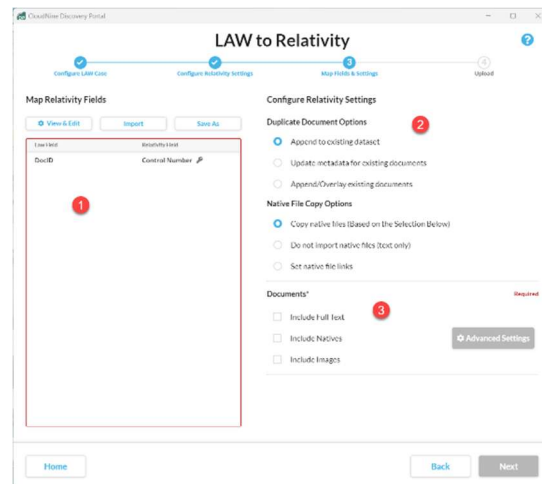 CloudNine Discovery Portal
LAW to Relativity
?
4
3
Configure LAW Case
Configure Relativity Settings
Map Fields & Settings
Upload
Map Relativity Fields
View & Edit
Import
Save As
Law Field
Relativity Field
DocID
Control Number
1
Configure Relativity Settings
Duplicate Document Options
2
Append to existing dataset
Update metadata for existing documents
Append/Overlay existing documents
Native File Copy Options
Copy native files (Based on the Selection Below)
Do not import native files (text only)
Set native file links
Documents*
Required
3
Include Full Text
Include Natives
Advanced Settings
Include Images
Home
Back
Next